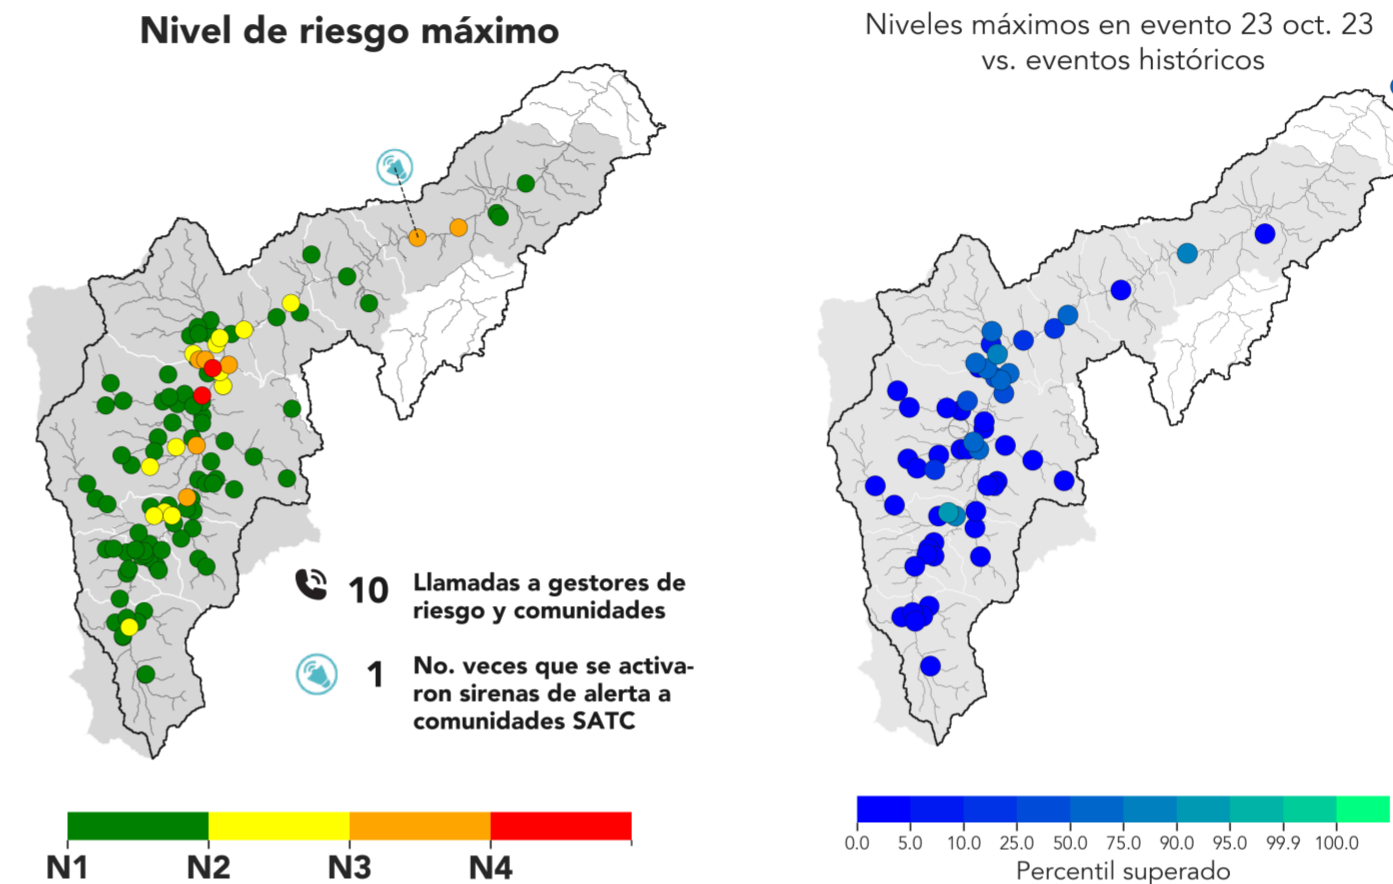 Nivel de riesgo máximo
10
Llamadas a gestores de
riesgo y comunidades
1
No. veces que se activa-
ron sirenas de alerta a
comunidades SATC
N1 N2 N3 N4
Niveles máximos en evento 23 oct. 23
vs. eventos históricos
0.0 5.0 10.0 25.0 50.0 75.0 90.0 95.0 99.9 100.0
Percentil superado